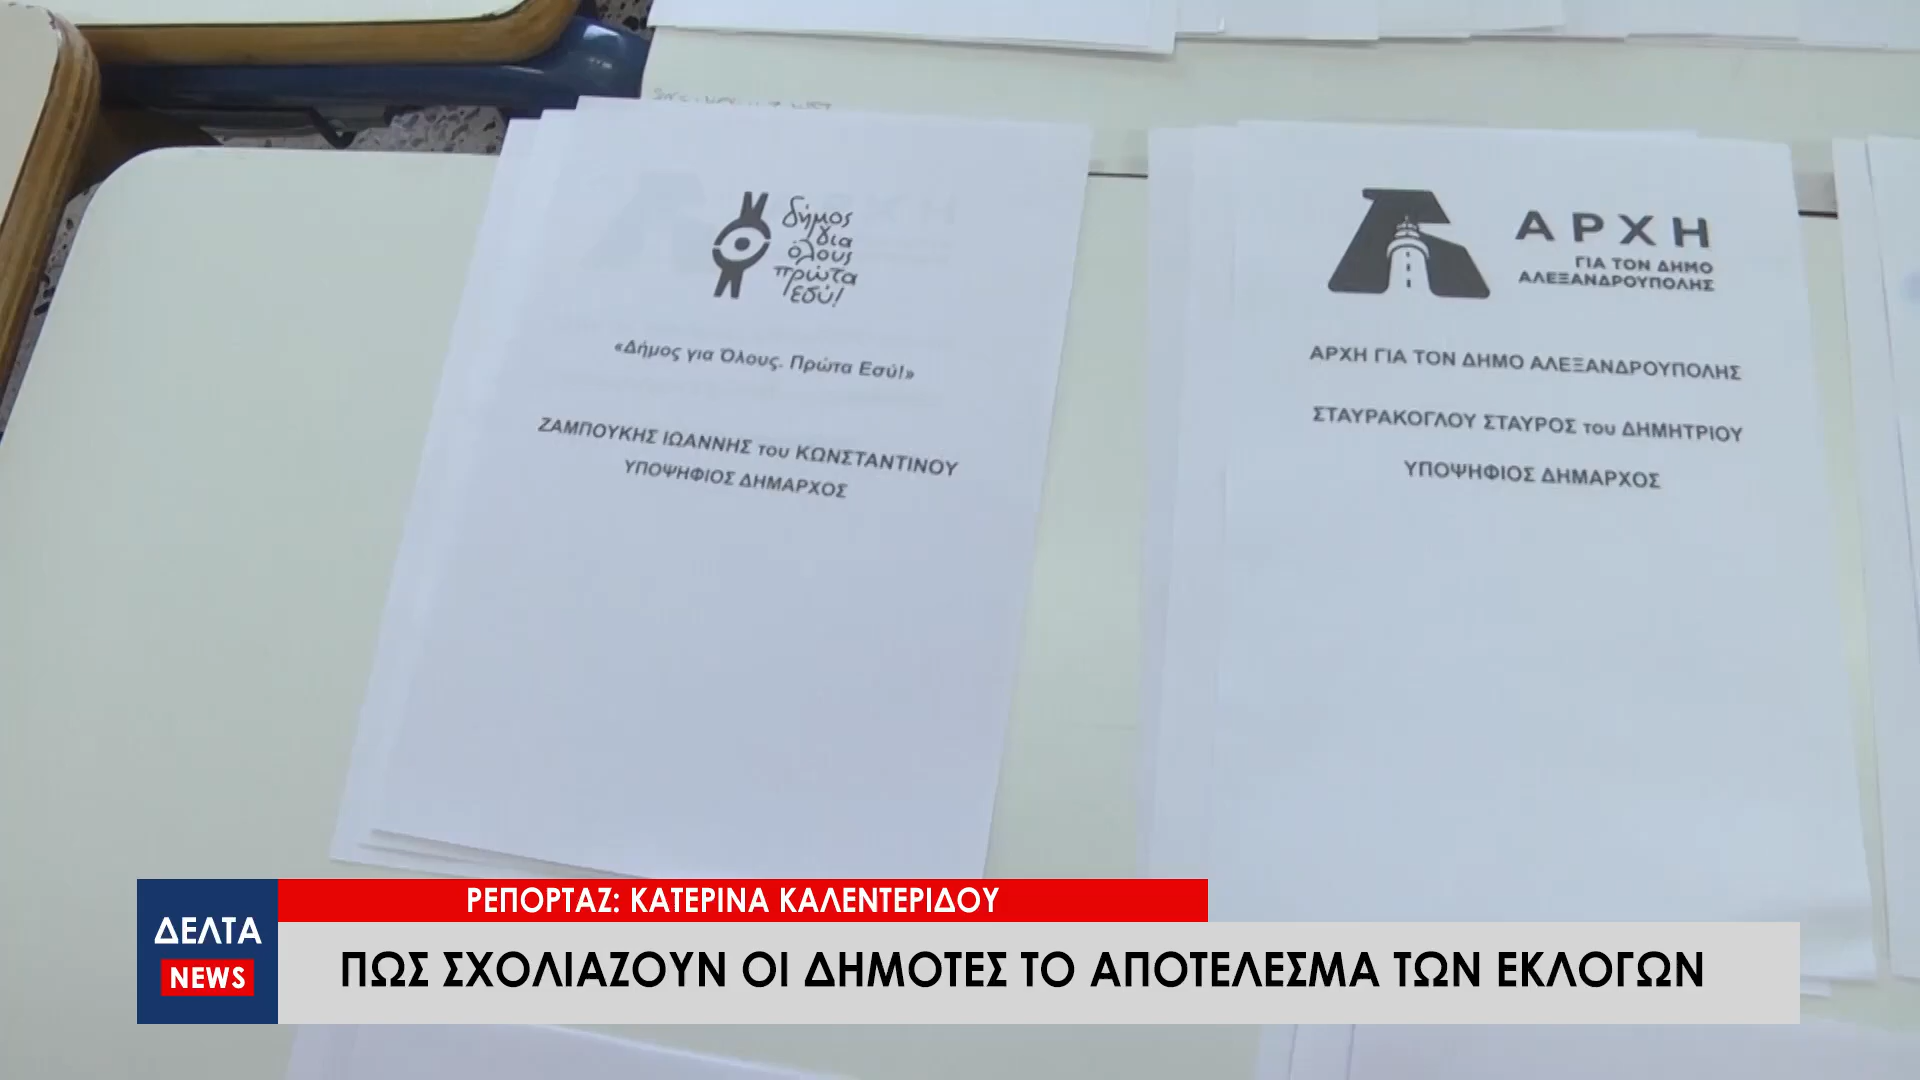 δήμος
για
όλους
πρώτα
εσύ!
«Δήμος για Όλους. Πρώτα Εσύ!»
ΖΑΜΠΟΥΚΗΣ ΙΩΑΝΝΗΣ του ΚΩΝΣΤΑΝΤΙΝΟΥ
ΥΠΟΨΗΦΙΟΣ ΔΗΜΑΡΧΟΣ
ΑΡΧΗ
ΓΙΑ ΤΟΝ ΔΗΜΟ
ΑΛΕΞΑΝΔΡΟΥΠΟΛΗΣ
ΑΡΧΗ ΓΙΑ ΤΟΝ ΔΗΜΟ ΑΛΕΞΑΝΔΡΟΥΠΟΛΗΣ
ΣΤΑΥΡΑΚΟΓΛΟΥ ΣΤΑΥΡΟΣ του ΔΗΜΗΤΡΙΟΥ
ΥΠΟΨΗΦΙΟΣ ΔΗΜΑΡΧΟΣ
ΡΕΠΟΡΤΑΖ: ΚΑΤΕΡΙΝΑ ΚΑΛΕΝΤΕΡΙΔΟΥ
ΔΕΛΤΑ
NEWS
ΠΩΣ ΣΧΟΛΙΑΖΟΥΝ ΟΙ ΔΗΜΟΤΕΣ ΤΟ ΑΠΟΤΕΛΕΣΜΑ ΤΩΝ ΕΚΛΟΓΩΝ